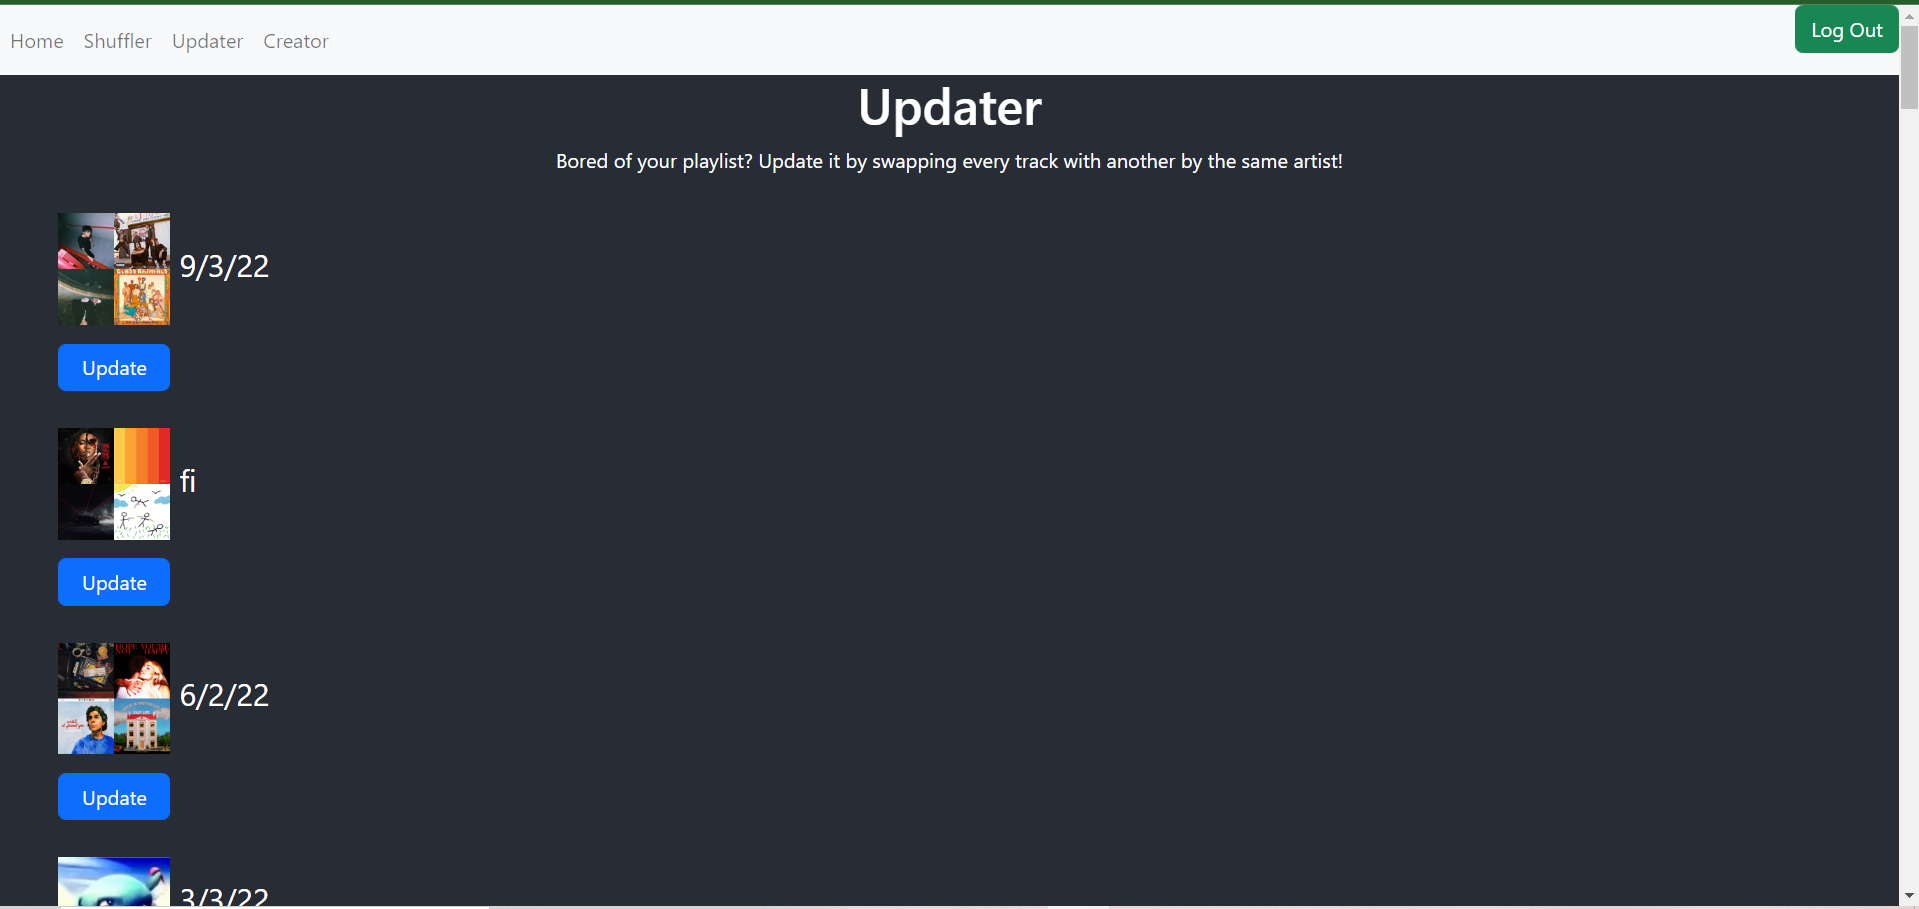 Home Shuffler Updater Creator
Log Out
Updater
Bored of your playlist? Update it by swapping every track with another by the same artist!
9/3/22
Update
fi
Update
6/2/22
Update
3/3/22